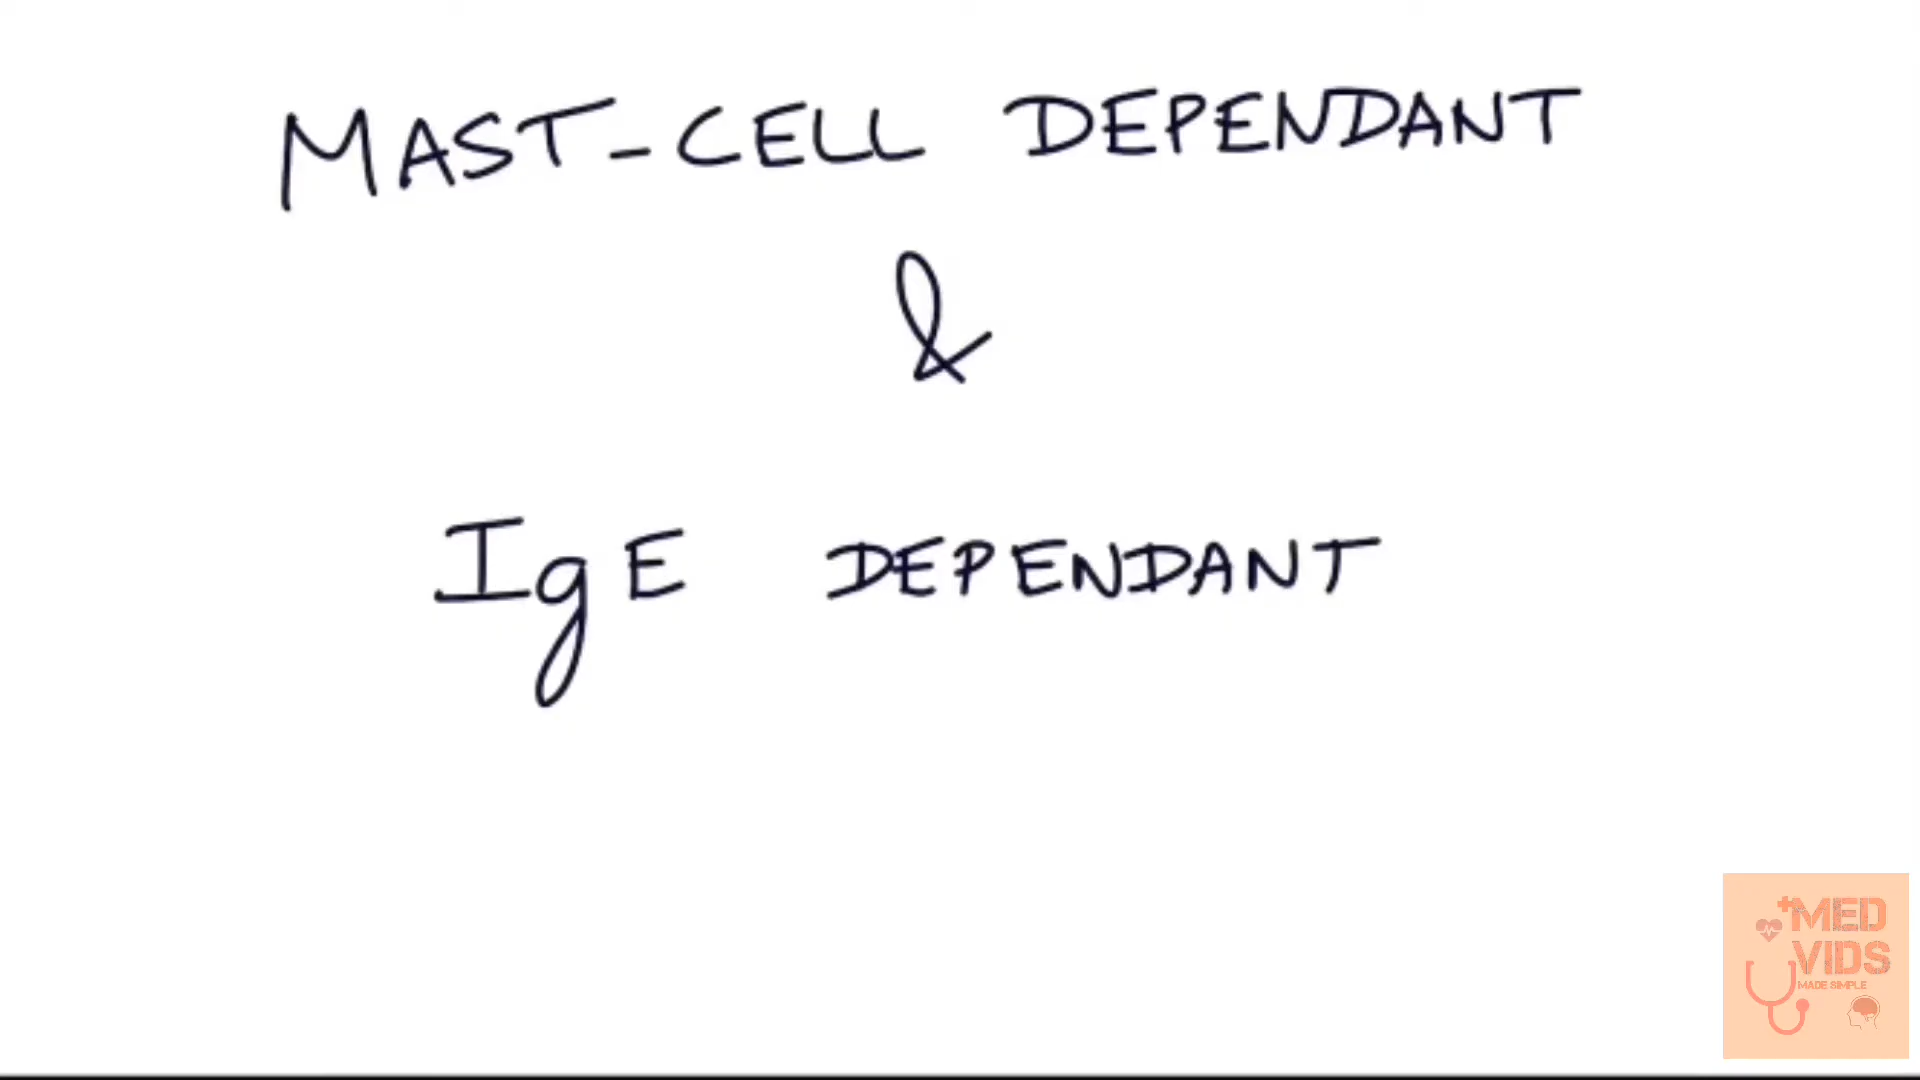 MAST-CELL DEPENDANT
&
IgE DEPENDANT
MED
VIDS
MADE SIMPLE